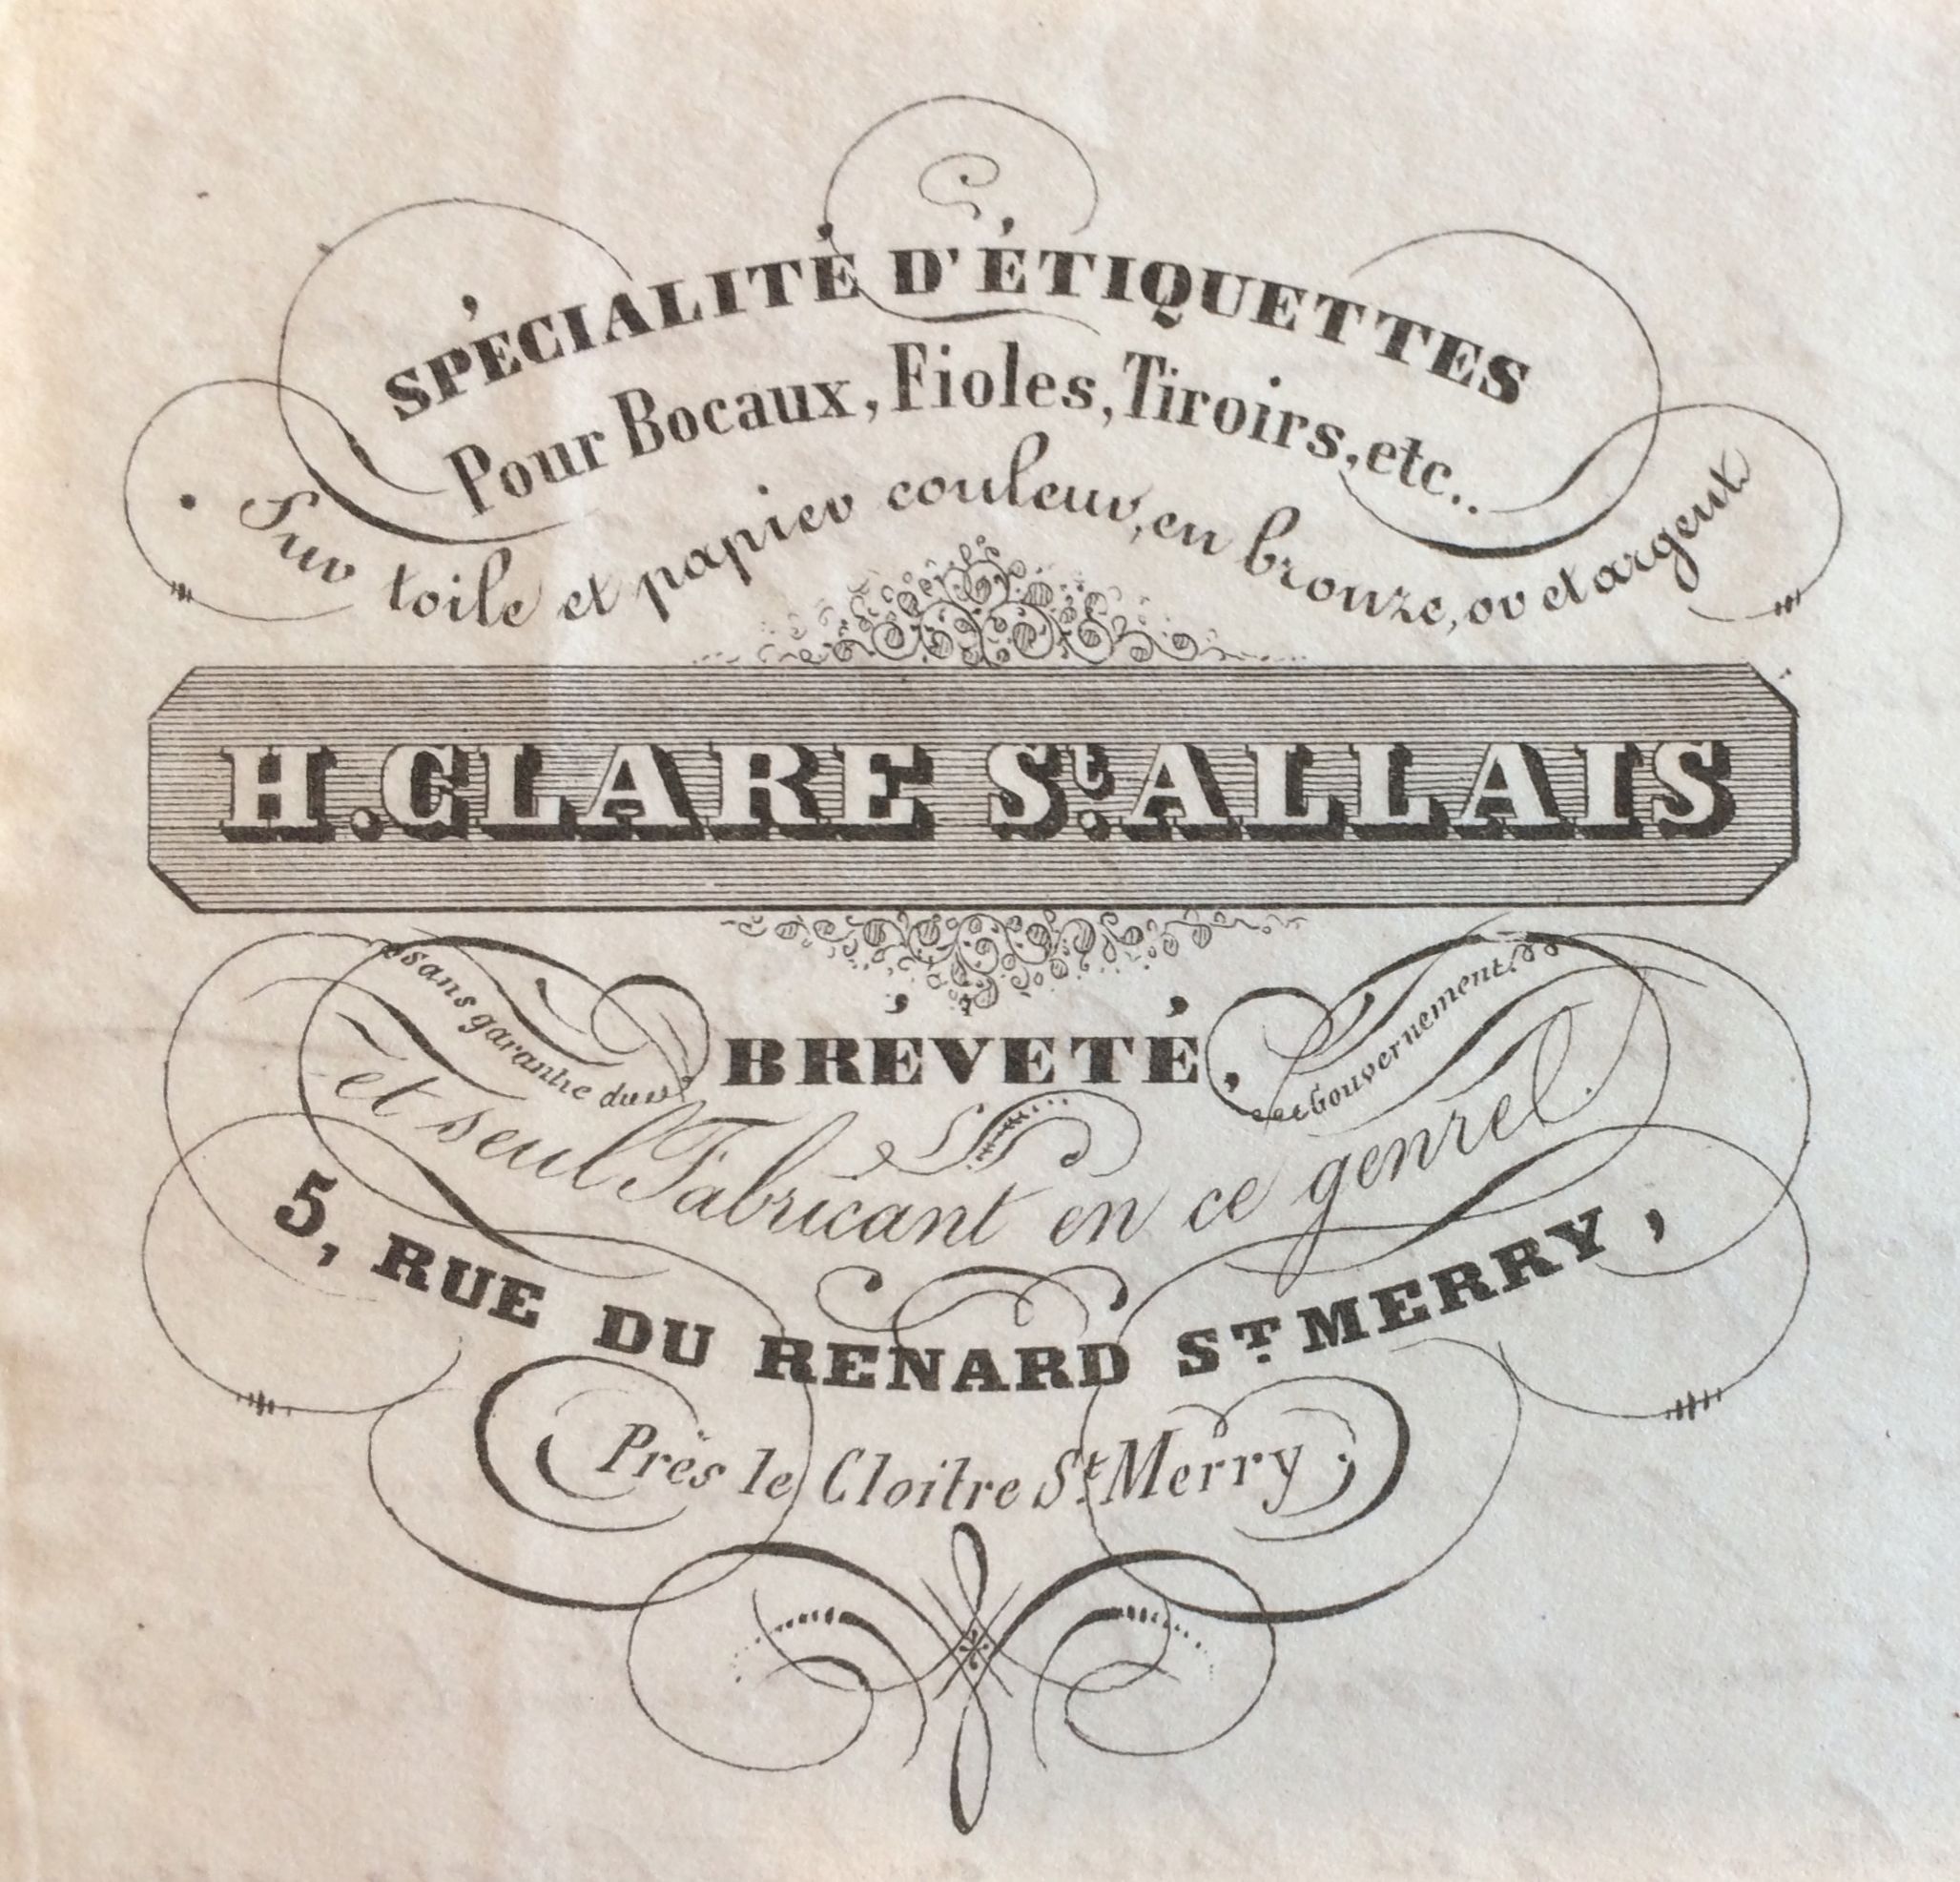 SPÉCIALITÉ D'ÉTIQUETTES
Pour Bocaux, Fioles, Tiroirs, etc..
Sur toile et papier couleur, en bronze, or et argent
H. CLARE St. ALLAIS
sans garantie du
BRÉVETÉ,
Gouvernement
et seul Fabricant en ce genre.
5, RUE DU RENARD ST MERRY,
Près le Cloitre St Merry,